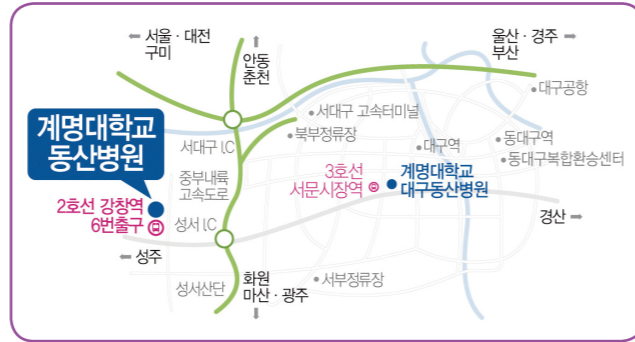 ← 서울 · 대전
구미
↑
안동
춘천
울산 · 경주 →
부산
•대구공항
•서대구 고속터미널
•북부정류장
계명대학교
동산병원
서대구 I.C
•대구역
•동대구역
•동대구복합환승센터
중부내륙
고속도로
3호선
서문시장역
계명대학교
대구동산병원
2호선 강창역
6번출구
성서 I.C
경산 →
← 성주
성서산단
화원
마산 · 광주
↓
•서부정류장